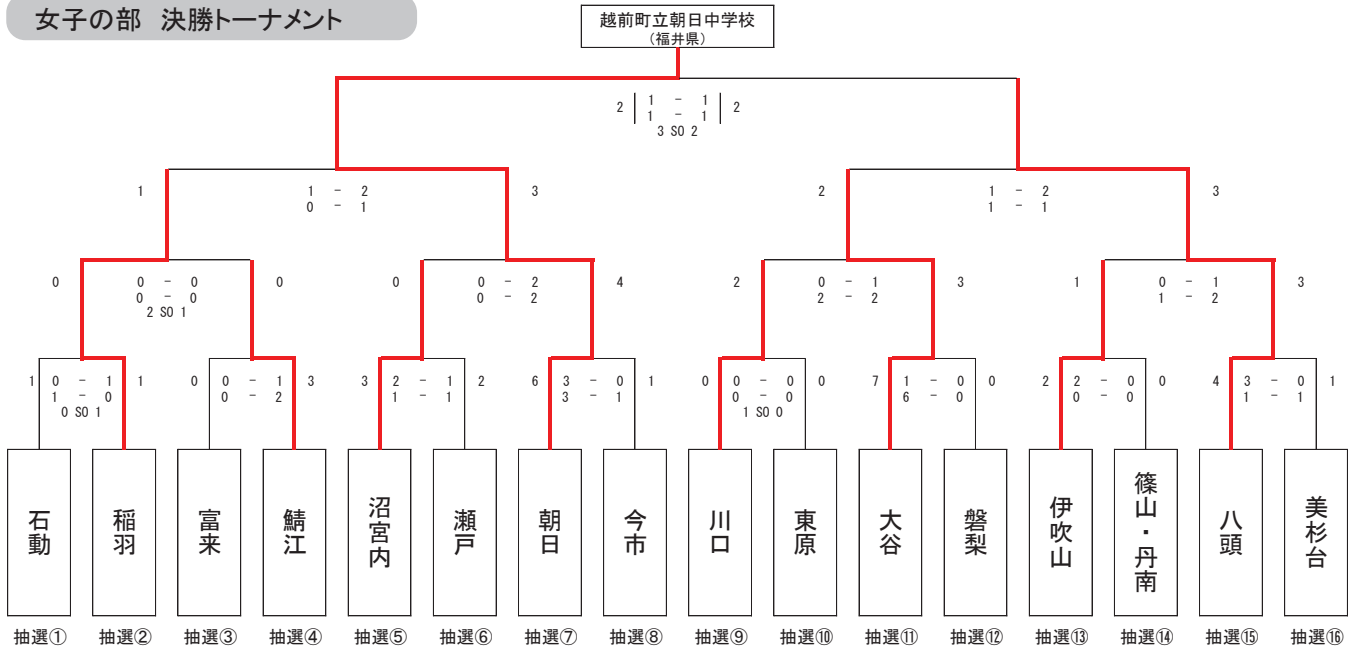 女子の部 決勝トーナメント
越前町立朝日中学校
(福井県)
2 1 - 1 2
1 - 1
3 SO 2
1 1 - 2 3
0 - 1
2 1 - 2 3
1 - 1
0 0 - 0 0
0 - 0
2 SO 1
0 0 - 2 4
0 - 2
2 0 - 1 3
2 - 2
1 0 - 1 3
1 - 2
1 0 - 1 1
1 - 0
0 SO 1
0 0 - 1 3
0 - 2
3 2 - 1 2
1 - 1
6 3 - 0 1
3 - 1
0 0 - 0 0
0 - 0
1 SO 0
7 1 - 0 0
6 - 0
2 2 - 0 0
0 - 0
4 3 - 0 1
1 - 1
石動
稲羽
富来
鯖江
沼宮内
瀬戸
朝日
今市
川口
東原
大谷
磐梨
伊吹山
篠山・丹南
八頭
美杉台
抽選① 抽選② 抽選③ 抽選④ 抽選⑤ 抽選⑥ 抽選⑦ 抽選⑧ 抽選⑨ 抽選⑩ 抽選⑪ 抽選⑫ 抽選⑬ 抽選⑭ 抽選⑮ 抽選⑯